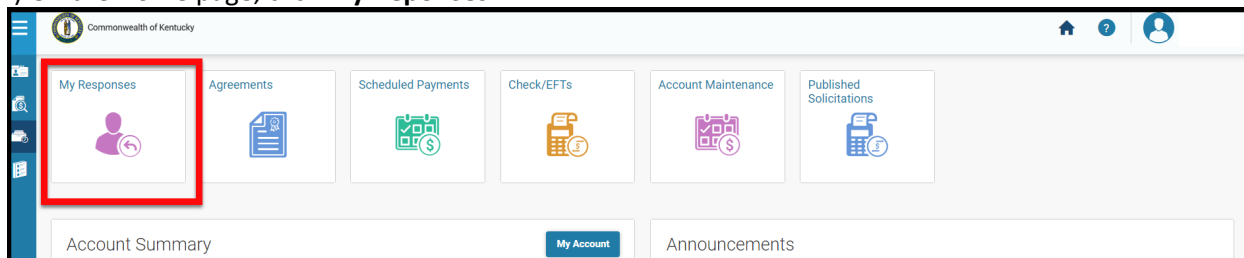 Commonwealth of Kentucky
?
My Responses
Agreements
Scheduled Payments
Check/EFTs
Account Maintenance
Published
Solicitations
Account Summary
My Account
Announcements